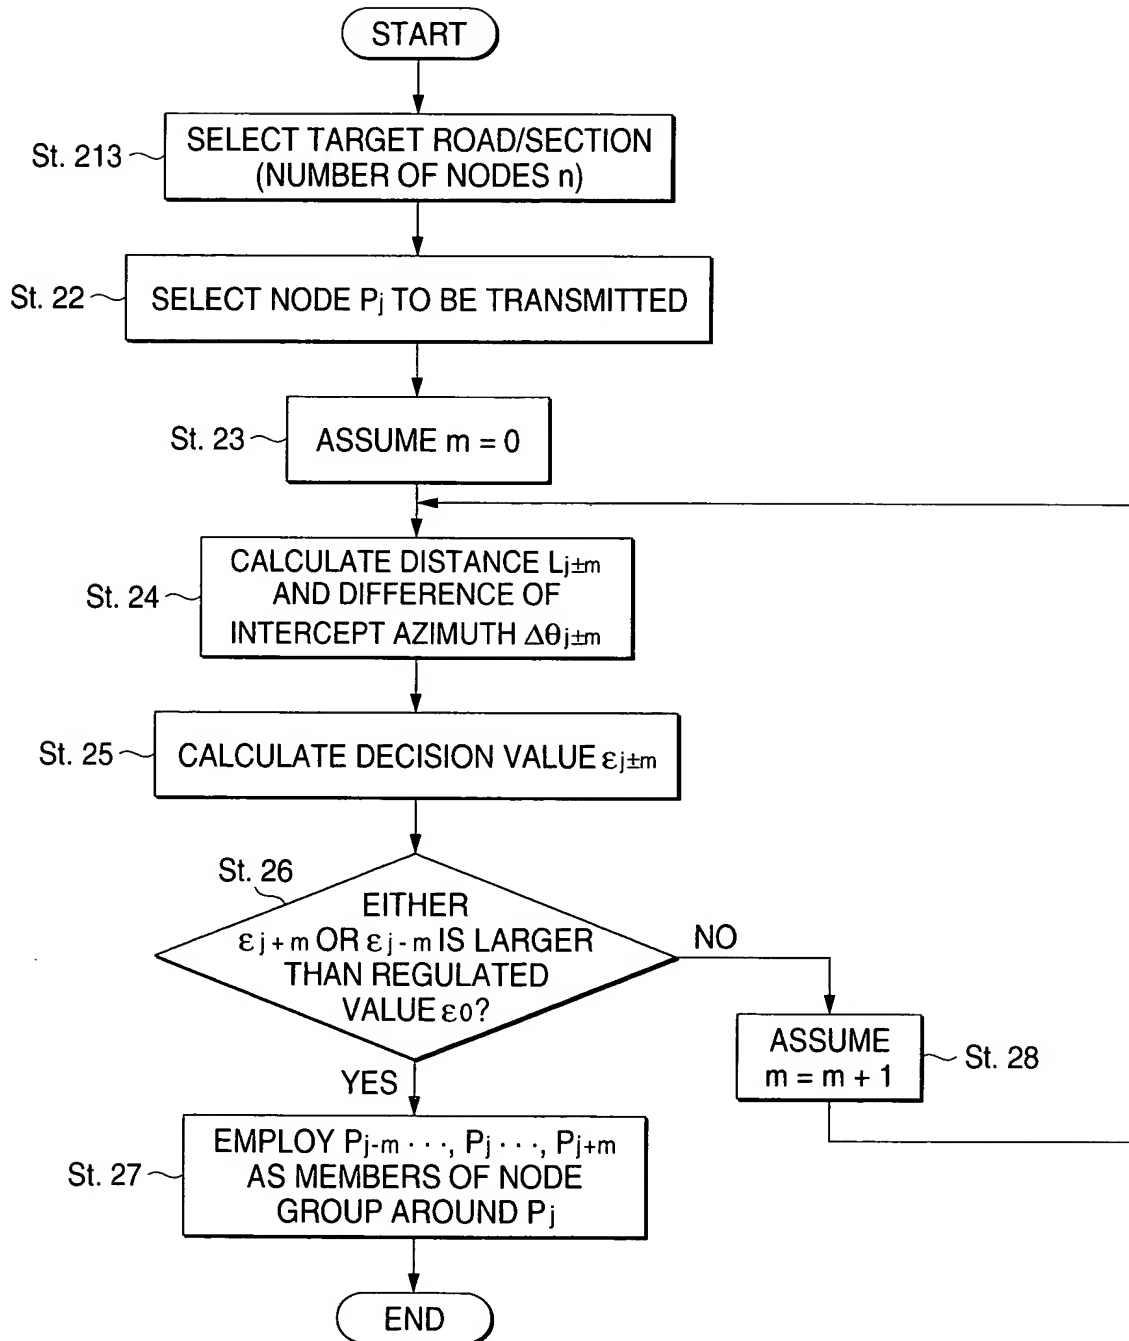 START
St. 213
SELECT TARGET ROAD/SECTION
(NUMBER OF NODES n)
St. 22
SELECT NODE Pj TO BE TRANSMITTED
St. 23
ASSUME m = 0
St. 24
CALCULATE DISTANCE Lj±m
AND DIFFERENCE OF
INTERCEPT AZIMUTH Δθj±m
St. 25
CALCULATE DECISION VALUE εj±m
St. 26
EITHER
εj+m OR εj-m IS LARGER
THAN REGULATED
VALUE ε0?
NO
ASSUME
m = m + 1
St. 28
YES
St. 27
EMPLOY Pj-m · · ·, Pj · · ·, Pj+m
AS MEMBERS OF NODE
GROUP AROUND Pj
END